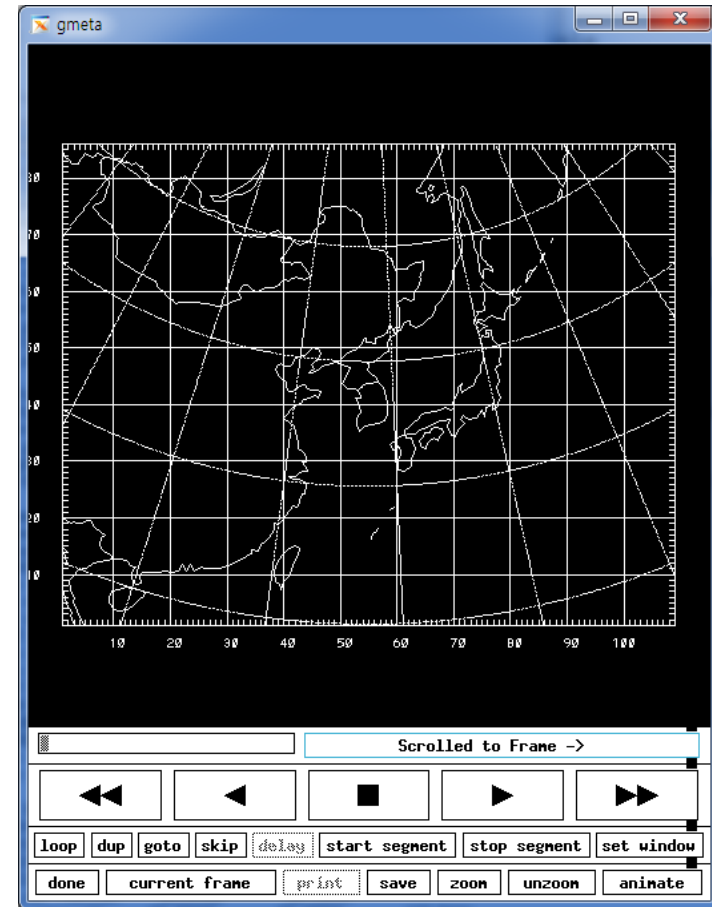 gmeta
80
70
60
50
40
30
20
10
10 20 30 40 50 60 70 80 90 100
Scrolled to Frame ->
loop dup goto skip delay start segment stop segment set window
done current frame print save zoom unzoom animate